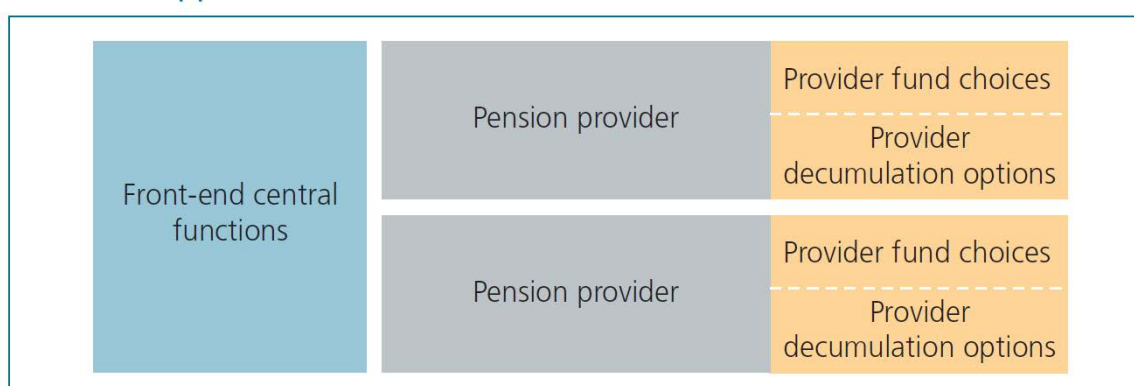 Front-end central
functions
Pension provider
Provider fund choices
Provider
decumulation options
Pension provider
Provider fund choices
Provider
decumulation options